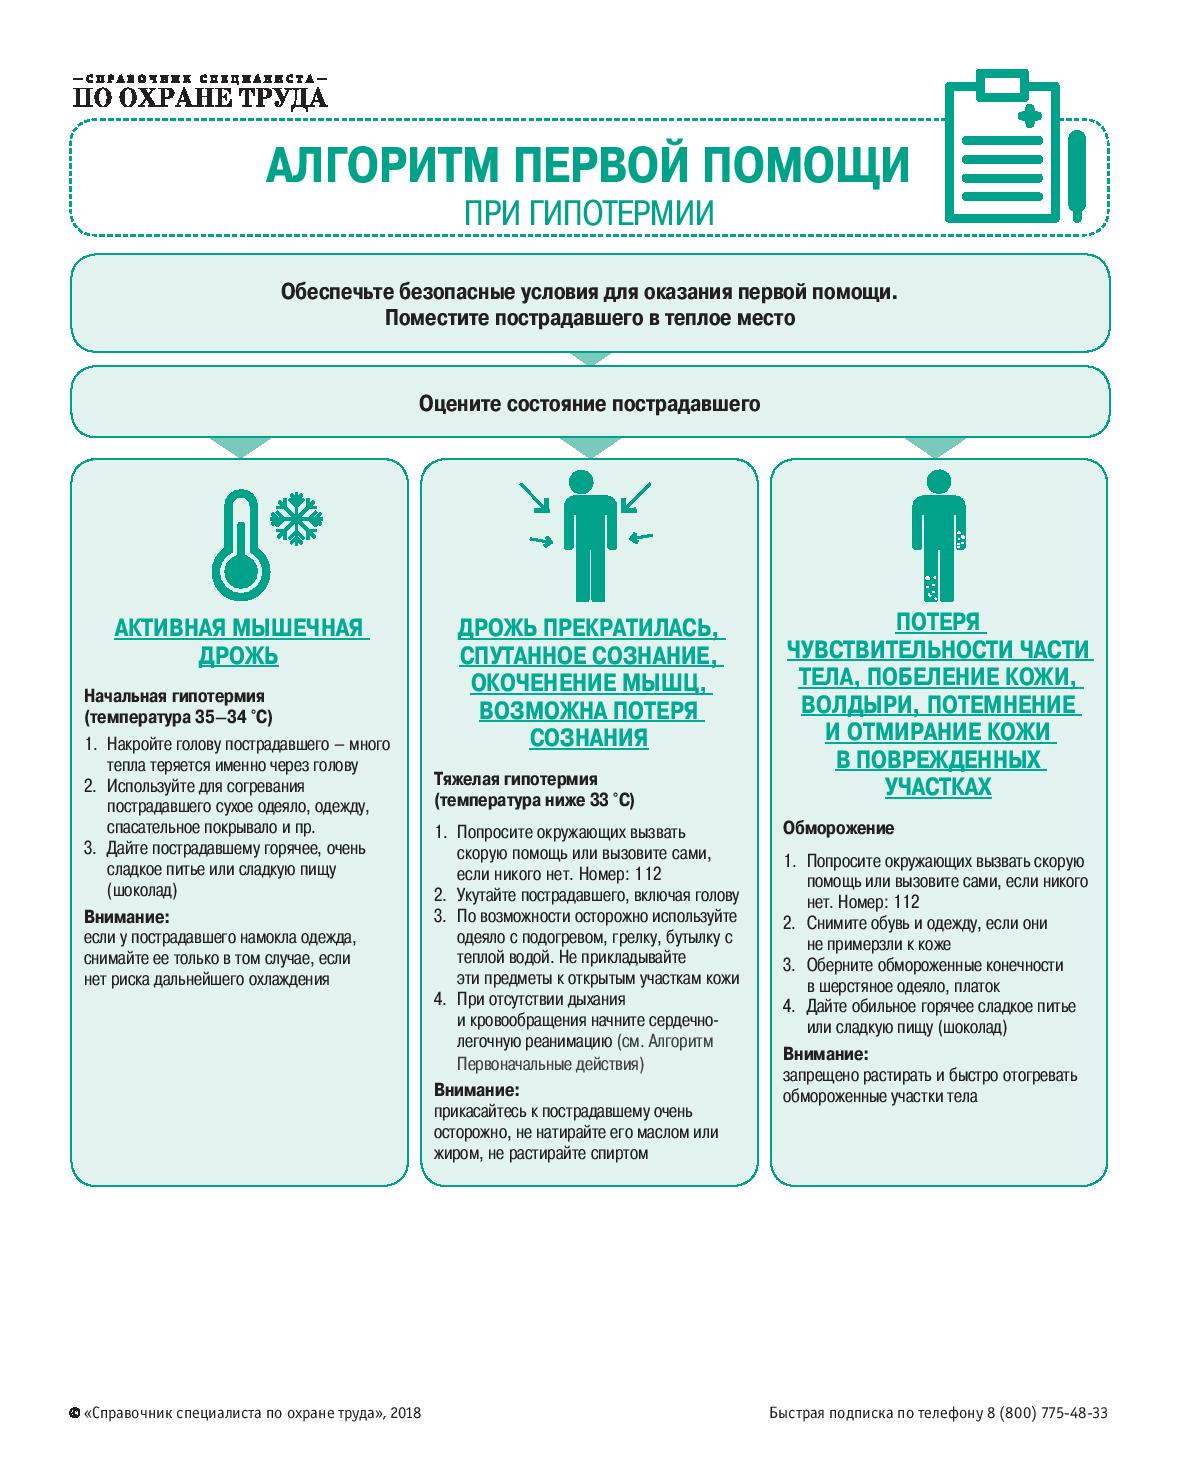 СПРАВОЧНИК СПЕЦИАЛИСТА
ПО ОХРАНЕ ТРУДА
АЛГОРИТМ ПЕРВОЙ ПОМОЩИ
ПРИ ГИПОТЕРМИИ
Обеспечьте безопасные условия для оказания первой помощи.
Поместите пострадавшего в теплое место
Оцените состояние пострадавшего
АКТИВНАЯ МЫШЕЧНАЯ
ДРОЖЬ
Начальная гипотермия
(температура 35–34 ˚С)
1. Накройте голову пострадавшего – много
тепла теряется именно через голову
2. Используйте для согревания
пострадавшего сухое одеяло, одежду,
спасательное покрывало и пр.
3. Дайте пострадавшему горячее, очень
сладкое питье или сладкую пищу
(шоколад)
Внимание:
если у пострадавшего намокла одежда,
снимайте ее только в том случае, если
нет риска дальнейшего охлаждения
ДРОЖЬ ПРЕКРАТИЛАСЬ,
СПУТАННОЕ СОЗНАНИЕ,
ОКОЧЕНЕНИЕ МЫШЦ,
ВОЗМОЖНА ПОТЕРЯ
СОЗНАНИЯ
Тяжелая гипотермия
(температура ниже 33 ˚С)
1. Попросите окружающих вызвать
скорую помощь или вызовите сами,
если никого нет. Номер: 112
2. Укутайте пострадавшего, включая голову
3. По возможности осторожно используйте
одеяло с подогревом, грелку, бутылку с
теплой водой. Не прикладывайте
эти предметы к открытым участкам кожи
4. При отсутствии дыхания
и кровообращения начните сердечно-
легочную реанимацию (см. Алгоритм
Первоначальные действия)
Внимание:
прикасайтесь к пострадавшему очень
осторожно, не натирайте его маслом или
жиром, не растирайте спиртом
ПОТЕРЯ
ЧУВСТВИТЕЛЬНОСТИ ЧАСТИ
ТЕЛА, ПОБЕЛЕНИЕ КОЖИ,
ВОЛДЫРИ, ПОТЕМНЕНИЕ
И ОТМИРАНИЕ КОЖИ
В ПОВРЕЖДЕННЫХ
УЧАСТКАХ
Обморожение
1. Попросите окружающих вызвать скорую
помощь или вызовите сами, если никого
нет. Номер: 112
2. Снимите обувь и одежду, если они
не примерзли к коже
3. Оберните обмороженные конечности
в шерстяное одеяло, платок
4. Дайте обильное горячее сладкое питье
или сладкую пищу (шоколад)
Внимание:
запрещено растирать и быстро отогревать
обмороженные участки тела
© «Справочник специалиста по охране труда», 2018
Быстрая подписка по телефону 8 (800) 775-48-33